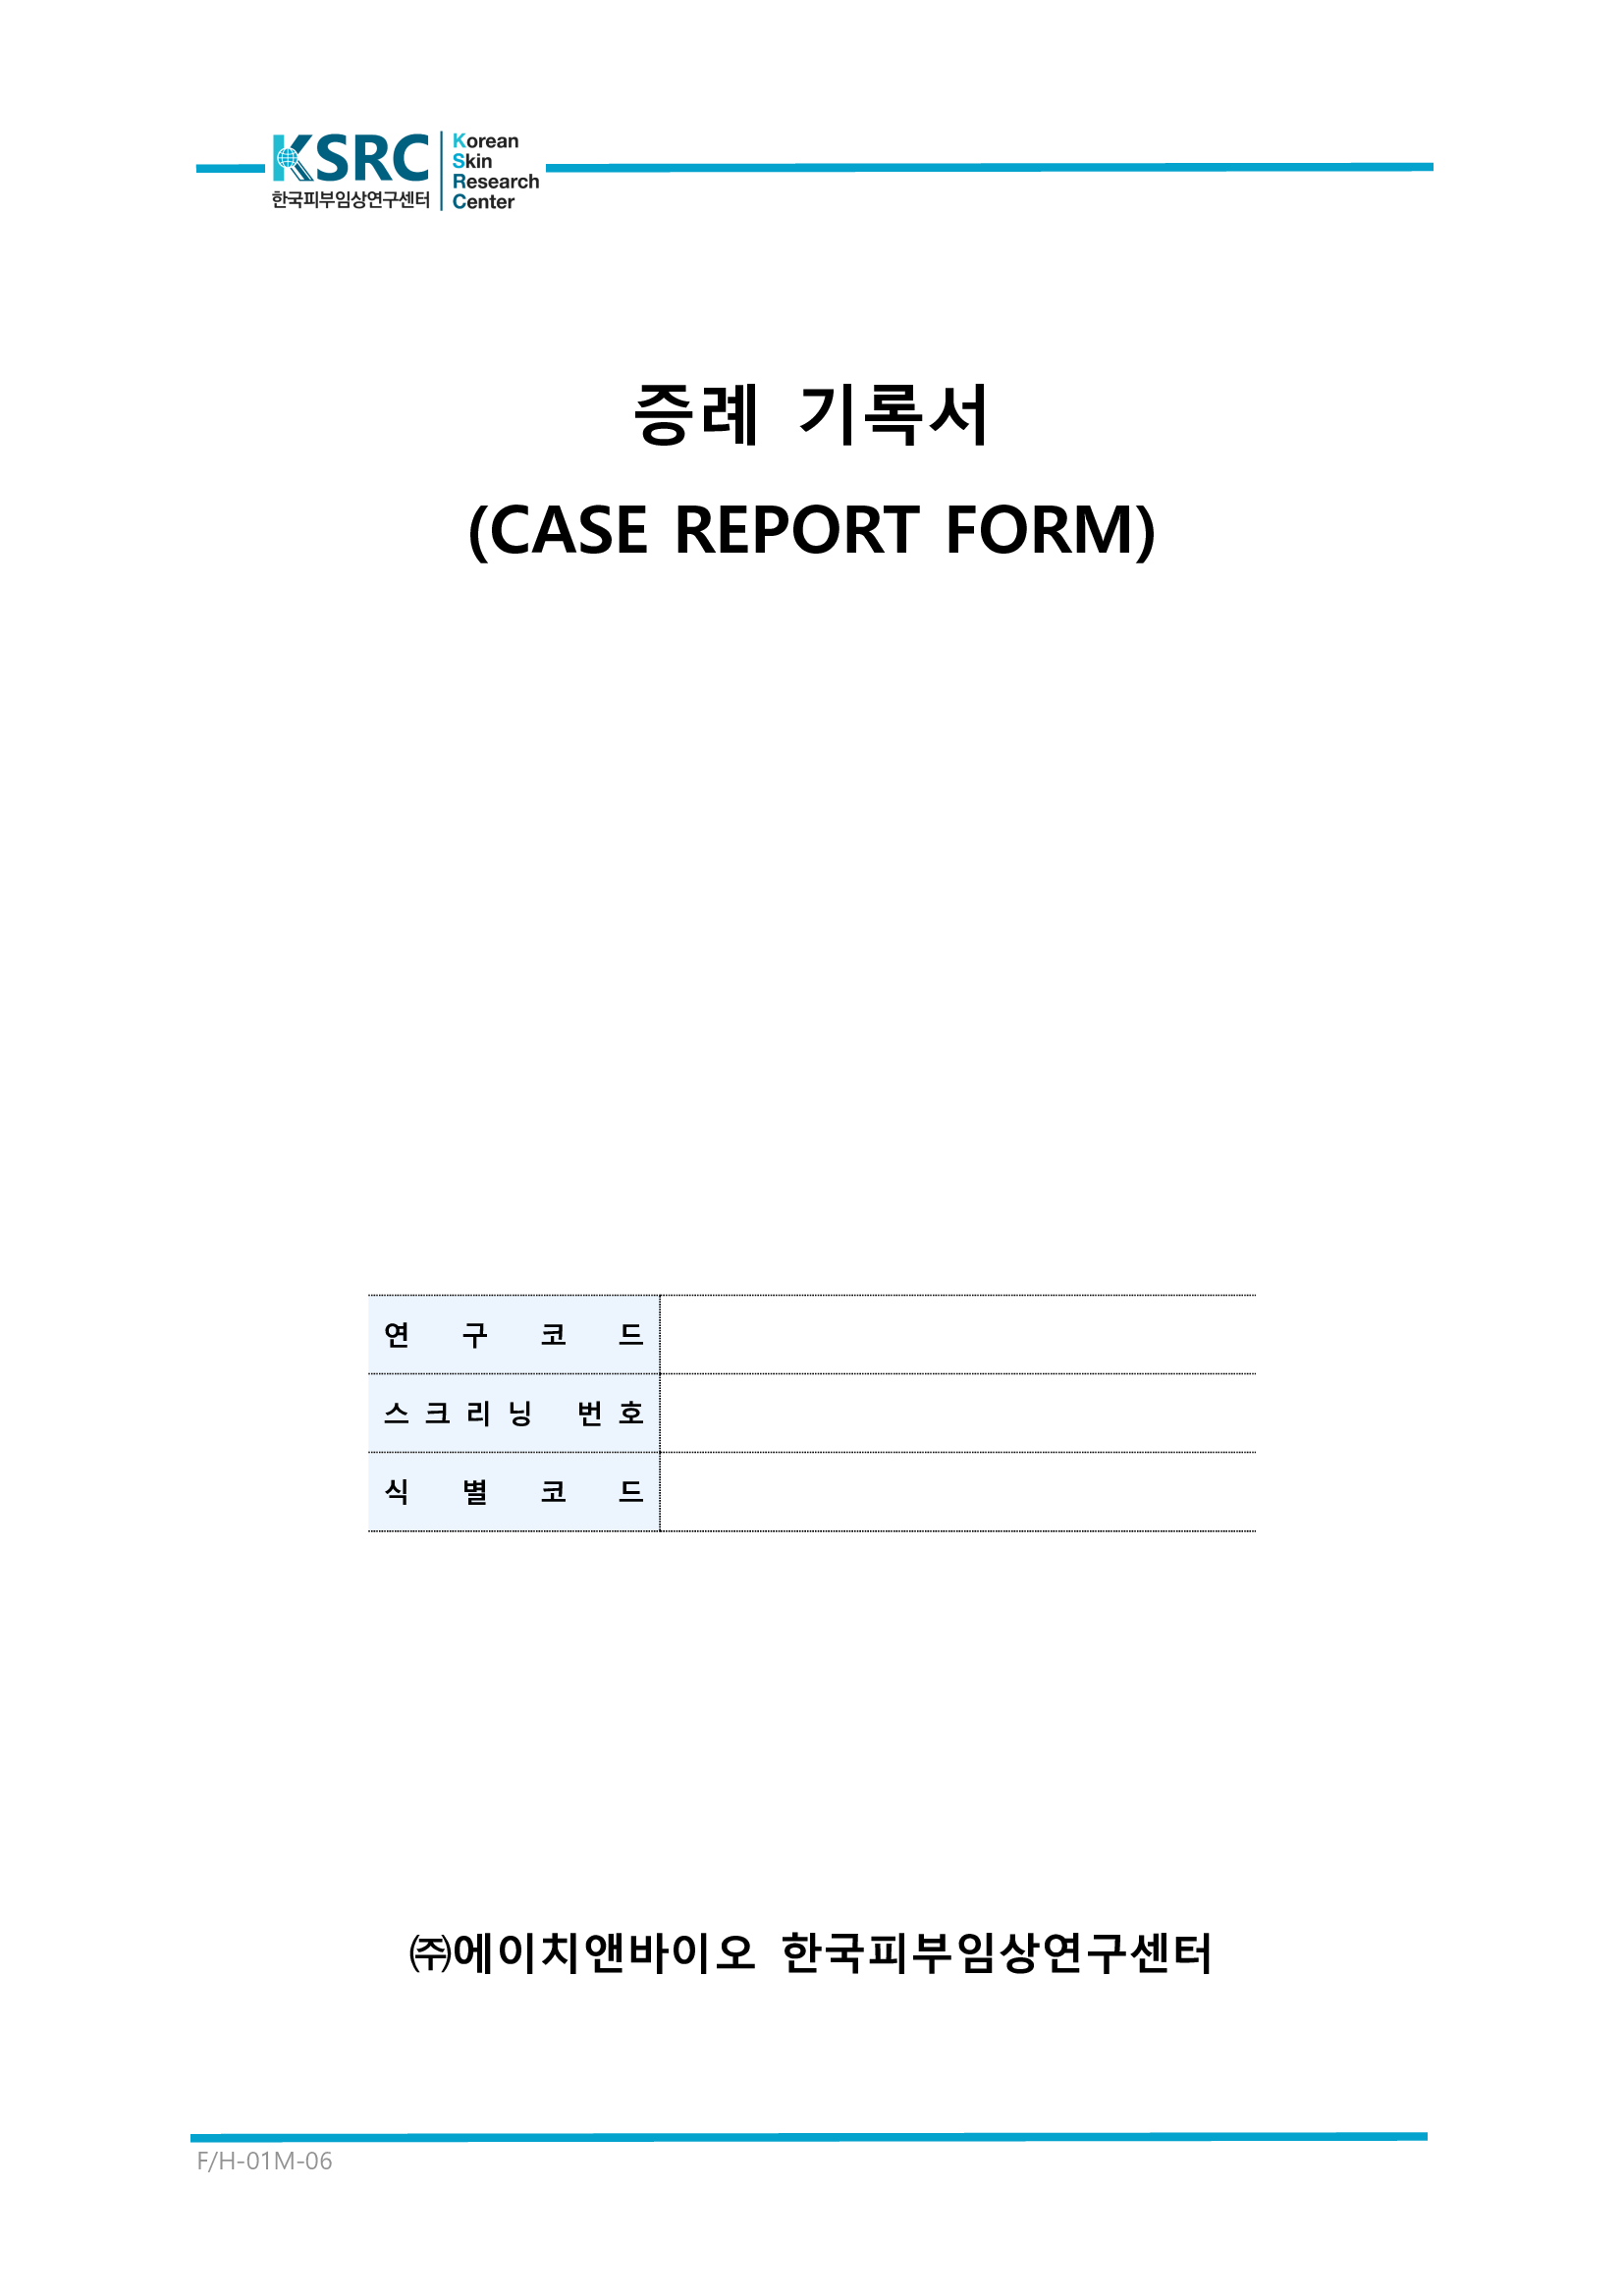 KSRC
한국피부임상연구센터
Korean
Skin
Research
Center
증례 기록서
(CASE REPORT FORM)
연 구 코 드
스크리닝 번호
식 별 코 드
㈜에이치앤바이오 한국피부임상연구센터
F/H-01M-06